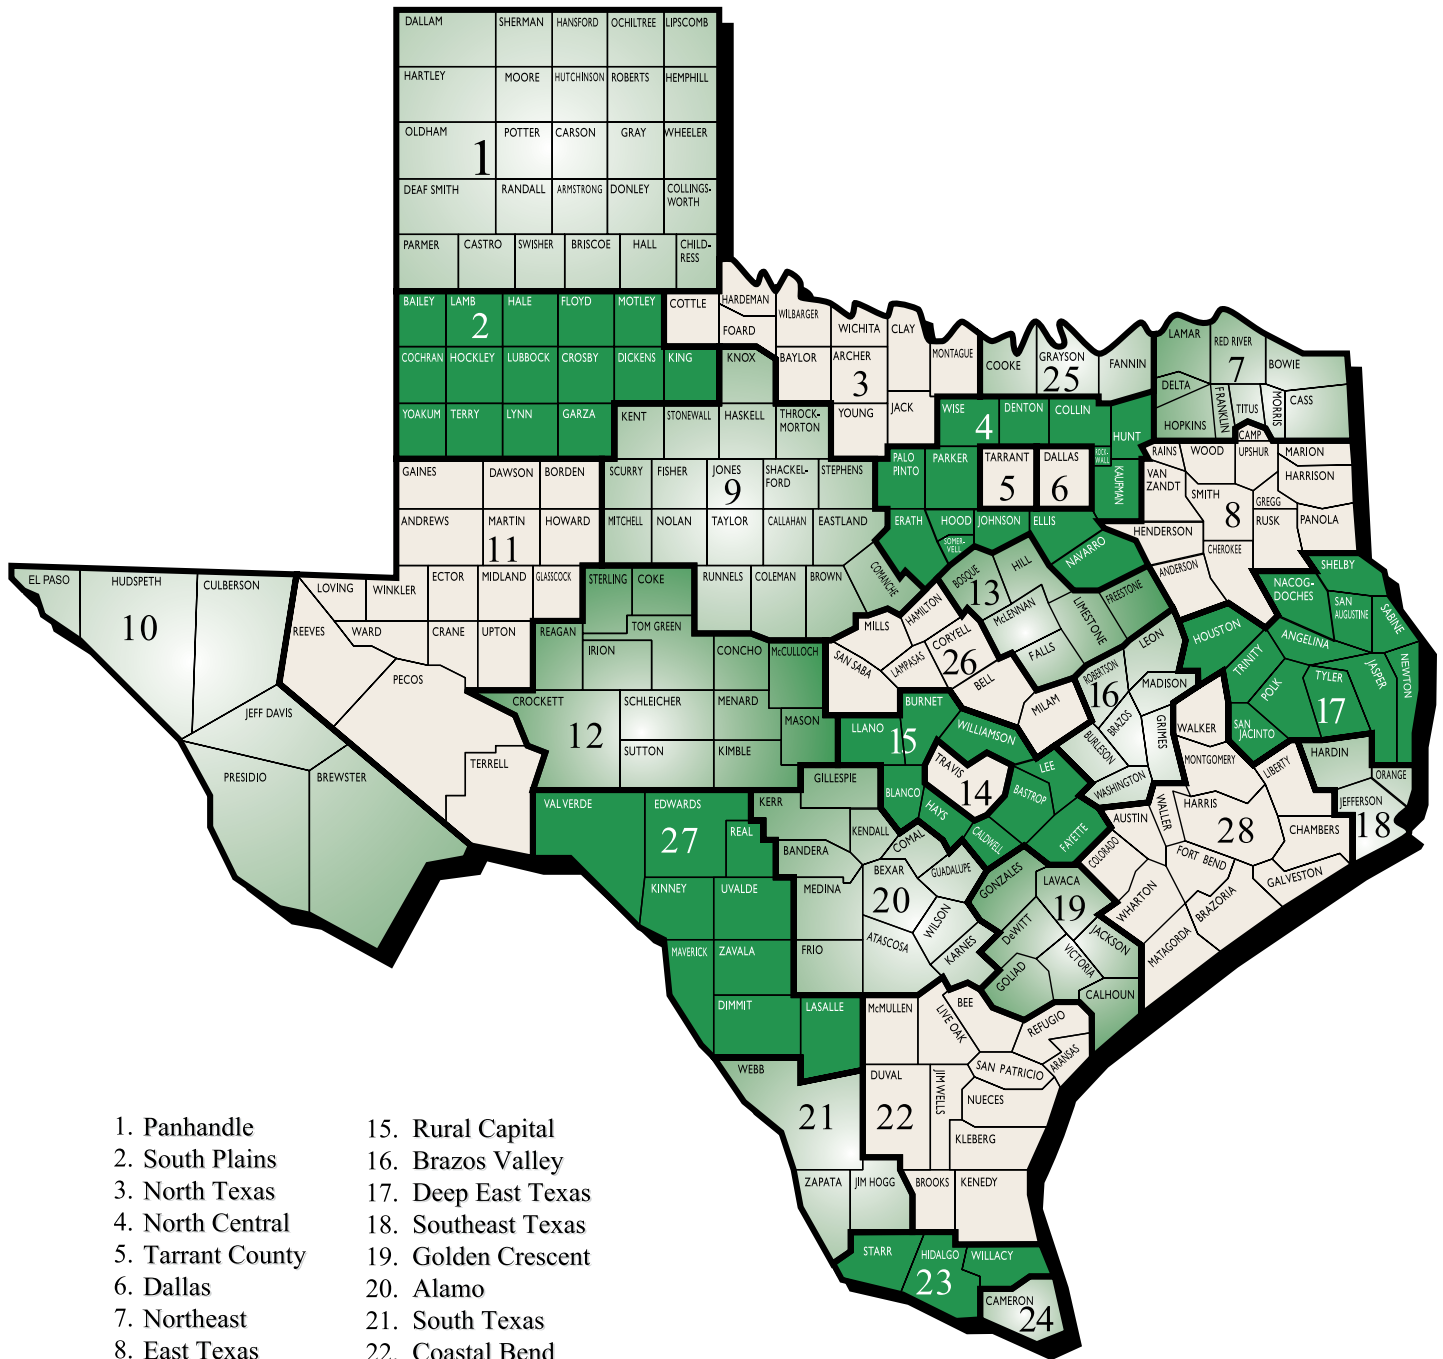 DALLAM SHERMAN HANSFORD OCHILTREE LIPSCOMB
HARTLEY MOORE HUTCHINSON ROBERTS HEMPHILL
OLDHAM POTTER CARSON GRAY WHEELER
1
DEAF SMITH RANDALL ARMSTRONG DONLEY COLLINGS-
WORTH
PARMER CASTRO SWISHER BRISCOE HALL CHILD-
RESS
BAILEY LAMB HALE FLOYD MOTLEY COTTLE HARDEMAN
2
FOARD WILBARGER WICHITA CLAY
COCHRAN HOCKLEY LUBBOCK CROSBY DICKENS KING KNOX BAYLOR ARCHER MONTAGUE
3
COOKE GRAYSON FANNIN LAMAR RED RIVER BOWIE
25 7
DELTA FRANKLIN TITUS MORRIS CASS
HOPKINS CAMP
YOAKUM TERRY LYNN GARZA KENT STONEWALL HASKELL THROCK-
MORTON YOUNG JACK WISE DENTON COLLIN HUNT
4
ROCK-
WALL
GAINES DAWSON BORDEN SCURRY FISHER JONES SHACKEL-
FORD STEPHENS
9
PALO
PINTO PARKER TARRANT DALLAS KAUFMAN
5 6
RAINS WOOD UPSHUR MARION
VAN
ZANDT SMITH GREGG HARRISON
8
RUSK PANOLA
ANDREWS MARTIN HOWARD MITCHELL NOLAN TAYLOR CALLAHAN EASTLAND
11
ERATH HOOD JOHNSON ELLIS HENDERSON
SOMER-
VELL NAVARRO CHEROKEE
ANDERSON SHELBY
EL PASO HUDSPETH CULBERSON
10
LOVING WINKLER ECTOR MIDLAND GLASSCOCK STERLING COKE RUNNELS COLEMAN BROWN COMANCHE
BOSQUE HILL
13
McLENNAN LIMESTONE FREESTONE
FALLS
NACOG-
DOCHES SAN
AUGUSTINE SABINE
REEVES WARD CRANE UPTON REAGAN TOM GREEN
IRION CONCHO McCULLOCH
MILLS HAMILTON
CORYELL
26
SAN SABA LAMPASAS
BELL
MILAM
LEON HOUSTON ANGELINA
ROBERTSON MADISON
16
BRAZOS GRIMES
BURLESON
WASHINGTON
TRINITY
POLK TYLER JASPER NEWTON
17
SAN
JACINTO
PECOS JEFF DAVIS
CROCKETT SCHLEICHER MENARD MASON
12
SUTTON KIMBLE
LLANO BURNET
15
WILLIAMSON
TRAVIS
14
LEE
BASTROP
BLANCO HAYS CALDWELL FAYETTE
WALKER
MONTGOMERY LIBERTY HARDIN
ORANGE
JEFFERSON
18
PRESIDIO BREWSTER TERRELL
GILLESPIE
VAL VERDE EDWARDS KERR
27
REAL KENDALL COMAL
BANDERA
AUSTIN WALLER HARRIS CHAMBERS
28
COLORADO FORT BEND
GALVESTON
KINNEY UVALDE MEDINA BEXAR GUADALUPE
20
GONZALES LAVACA
19
WHARTON BRAZORIA
MATAGORDA
WILSON DeWITT JACKSON
MAVERICK ZAVALA FRIO ATASCOSA KARNES
VICTORIA
GOLIAD CALHOUN
DIMMIT LASALLE McMULLEN LIVE OAK BEE REFUGIO
ARANSAS
WEBB DUVAL JIM WELLS SAN PATRICIO
NUECES
21 22
KLEBERG
ZAPATA JIM HOGG BROOKS KENEDY
STARR HIDALGO WILLACY
23
CAMERON
24
1. Panhandle
2. South Plains
3. North Texas
4. North Central
5. Tarrant County
6. Dallas
7. Northeast
8. East Texas
15. Rural Capital
16. Brazos Valley
17. Deep East Texas
18. Southeast Texas
19. Golden Crescent
20. Alamo
21. South Texas
22. Coastal Bend